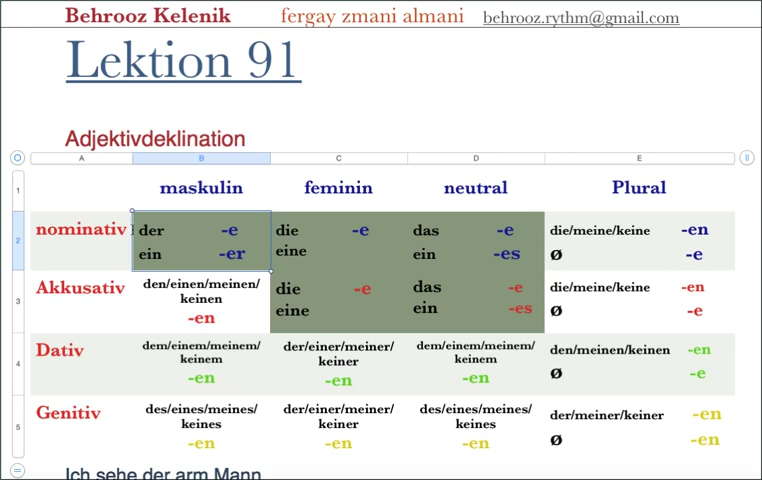 Behrooz Kelenik fergay zmani almani behrooz.rythm@gmail.com
Lektion 91
Adjektivdeklination
A B C D E
1 maskulin feminin neutral Plural
2 nominativ der -e die -e das -e die/meine/keine -en
ein -er eine ein -es Ø -e
3 Akkusativ den/einen/meinen/ keinen -en die -e das -e die/meine/keine -en
eine ein -es Ø -e
4 Dativ dem/einem/meinem/ keinem -en der/einer/meiner/ keiner -en dem/einem/meinem/ keinem -en den/meinen/keinen -en
Ø -e
5 Genitiv des/eines/meines/ keines -en der/einer/meiner/ keiner -en des/eines/meines/ keines -en der/meiner/keiner -en
Ø -en
Ich sehe der arm Mann